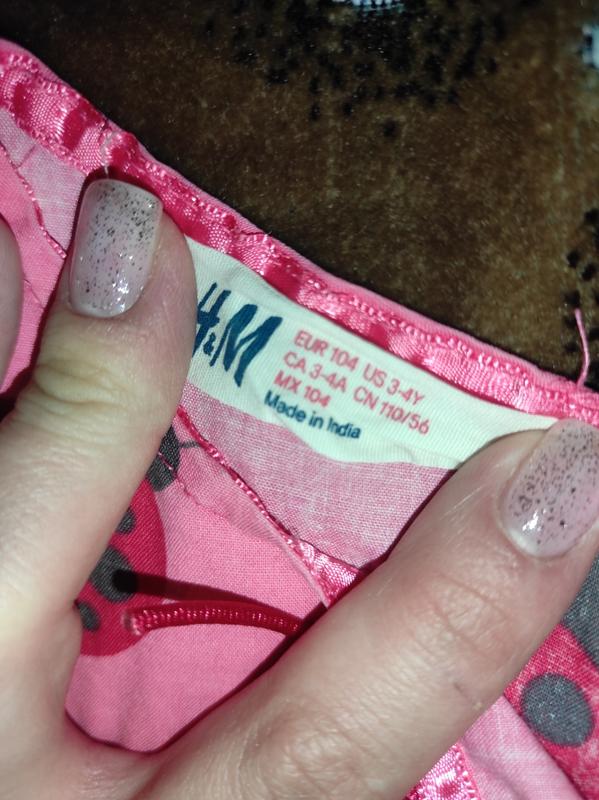 H&M
EUR 104 US 3-4Y
CA 3-4A CN 110/56
MX 104
Made in India